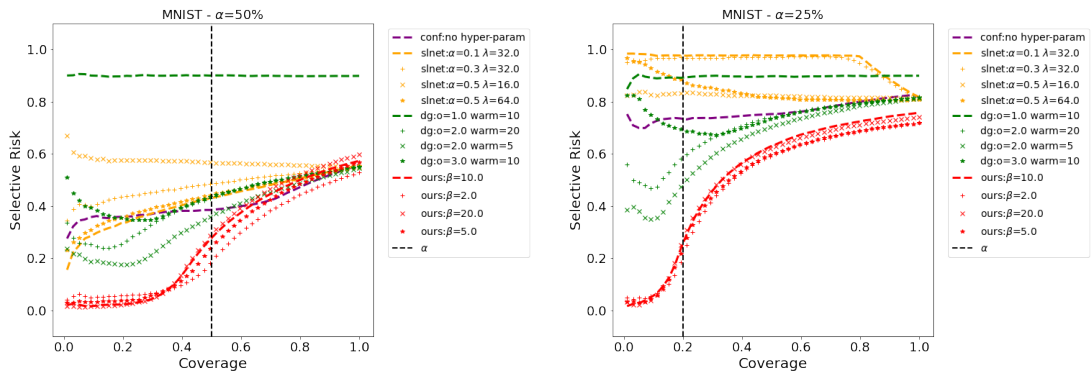 MNIST - α=50%
Selective Risk
1.0
0.8
0.6
0.4
0.2
0.0
0.0 0.2 0.4 0.6 0.8 1.0
Coverage
conf:no hyper-param
slnet:α=0.1 λ=32.0
slnet:α=0.3 λ=32.0
slnet:α=0.5 λ=16.0
slnet:α=0.5 λ=64.0
dg:o=1.0 warm=10
dg:o=2.0 warm=20
dg:o=2.0 warm=5
dg:o=3.0 warm=10
ours:β=10.0
ours:β=2.0
ours:β=20.0
ours:β=5.0
α
MNIST - α=25%
Selective Risk
1.0
0.8
0.6
0.4
0.2
0.0
0.0 0.2 0.4 0.6 0.8 1.0
Coverage
conf:no hyper-param
slnet:α=0.1 λ=32.0
slnet:α=0.3 λ=32.0
slnet:α=0.5 λ=16.0
slnet:α=0.5 λ=64.0
dg:o=1.0 warm=10
dg:o=2.0 warm=20
dg:o=2.0 warm=5
dg:o=3.0 warm=10
ours:β=10.0
ours:β=2.0
ours:β=20.0
ours:β=5.0
α